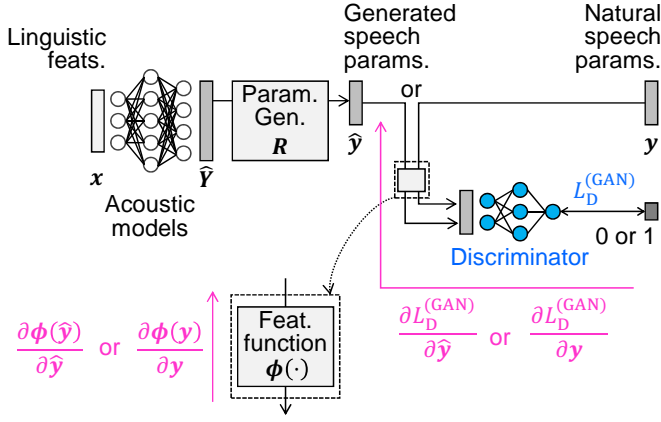 Linguistic
feats.
Generated
speech
params.
Natural
speech
params.
or
Param.
Gen.
R
x
Ŷ
ŷ
y
Acoustic
models
L_D^(GAN)
0 or 1
Discriminator
∂ϕ(ŷ)/∂ŷ or ∂ϕ(y)/∂y
Feat.
function
ϕ(·)
∂L_D^(GAN)/∂ŷ or ∂L_D^(GAN)/∂y